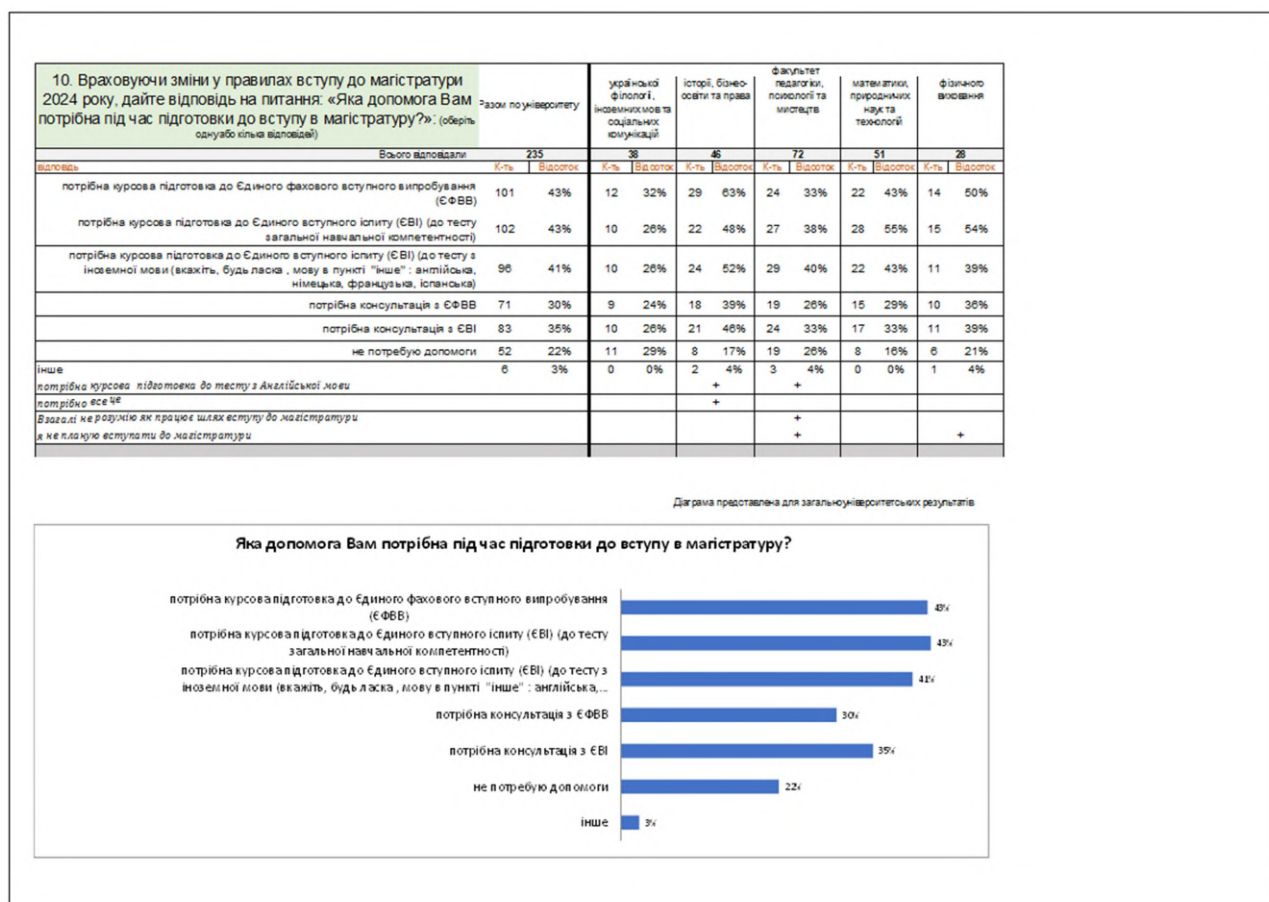 10. Враховуючи зміни у правилах вступу до магістратури
2024 року, дайте відповідь на питання: «Яка допомога Вам
потрібна під час підготовки до вступу в магістратуру?»: (оберіть
одну або кілька відповідей)
Разом по університету
української філології, іноземних мов та соціальних комунікацій
історії, бізнес-освіти та права
факультет педагогіки, психології та мистецтв
математики, природничих наук та технологій
фізичного виховання
Всього відповідали 235 38 46 72 51 28
відповідь К-ть Відсоток К-ть Відсоток К-ть Відсоток К-ть Відсоток К-ть Відсоток К-ть Відсоток
потрібна курсова підготовка до Єдиного фахового вступного випробування
(ЄФВВ) 101 43% 12 32% 29 63% 24 33% 22 43% 14 50%
потрібна курсова підготовка до Єдиного вступного іспиту (ЄВІ) (до тесту
загальної навчальної компетентності) 102 43% 10 26% 22 48% 27 38% 28 55% 15 54%
потрібна курсова підготовка до Єдиного вступного іспиту (ЄВІ) (до тесту з
іноземної мови (вкажіть, будь ласка , мову в пункті "інше" : англійська,
німецька, французька, іспанська) 96 41% 10 26% 24 52% 29 40% 22 43% 11 39%
потрібна консультація з ЄФВВ 71 30% 9 24% 18 39% 19 26% 15 29% 10 36%
потрібна консультація з ЄВІ 83 35% 10 26% 21 46% 24 33% 17 33% 11 39%
не потребую допомоги 52 22% 11 29% 8 17% 19 26% 8 16% 6 21%
інше 6 3% 0 0% 2 4% 3 4% 0 0% 1 4%
потрібна курсова підготовка до тесту з Англійської мови + +
потрібно все це +
Взагалі не розумію як працює шлях вступу до магістратури +
я не планую вступати до магістратури + +
Діаграма представлена для загальноуніверситетських результатів
Яка допомога Вам потрібна під час підготовки до вступу в магістратуру?
потрібна курсова підготовка до Єдиного фахового вступного випробування
(ЄФВВ) 43%
потрібна курсова підготовка до Єдиного вступного іспиту (ЄВІ) (до тесту
загальної навчальної компетентності) 43%
потрібна курсова підготовка до Єдиного вступного іспиту (ЄВІ) (до тесту з
іноземної мови (вкажіть, будь ласка , мову в пункті "інше" : англійська,... 41%
потрібна консультація з ЄФВВ 30%
потрібна консультація з ЄВІ 35%
не потребую допомоги 22%
інше 3%